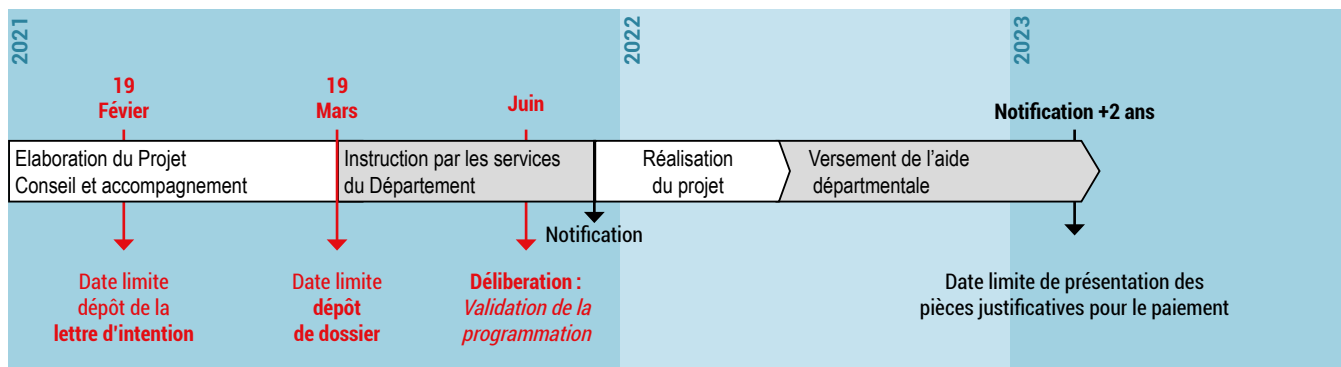 2021
2022
2023
19
Févier
19
Mars
Juin
Notification +2 ans
Elaboration du Projet
Conseil et accompagnement
Instruction par les services
du Département
Réalisation
du projet
Versement de l'aide
départmentale
Notification
Date limite
dépôt de la
lettre d'intention
Date limite
dépôt
de dossier
Déliberation :
Validation de la
programmation
Date limite de présentation des
pièces justificatives pour le paiement